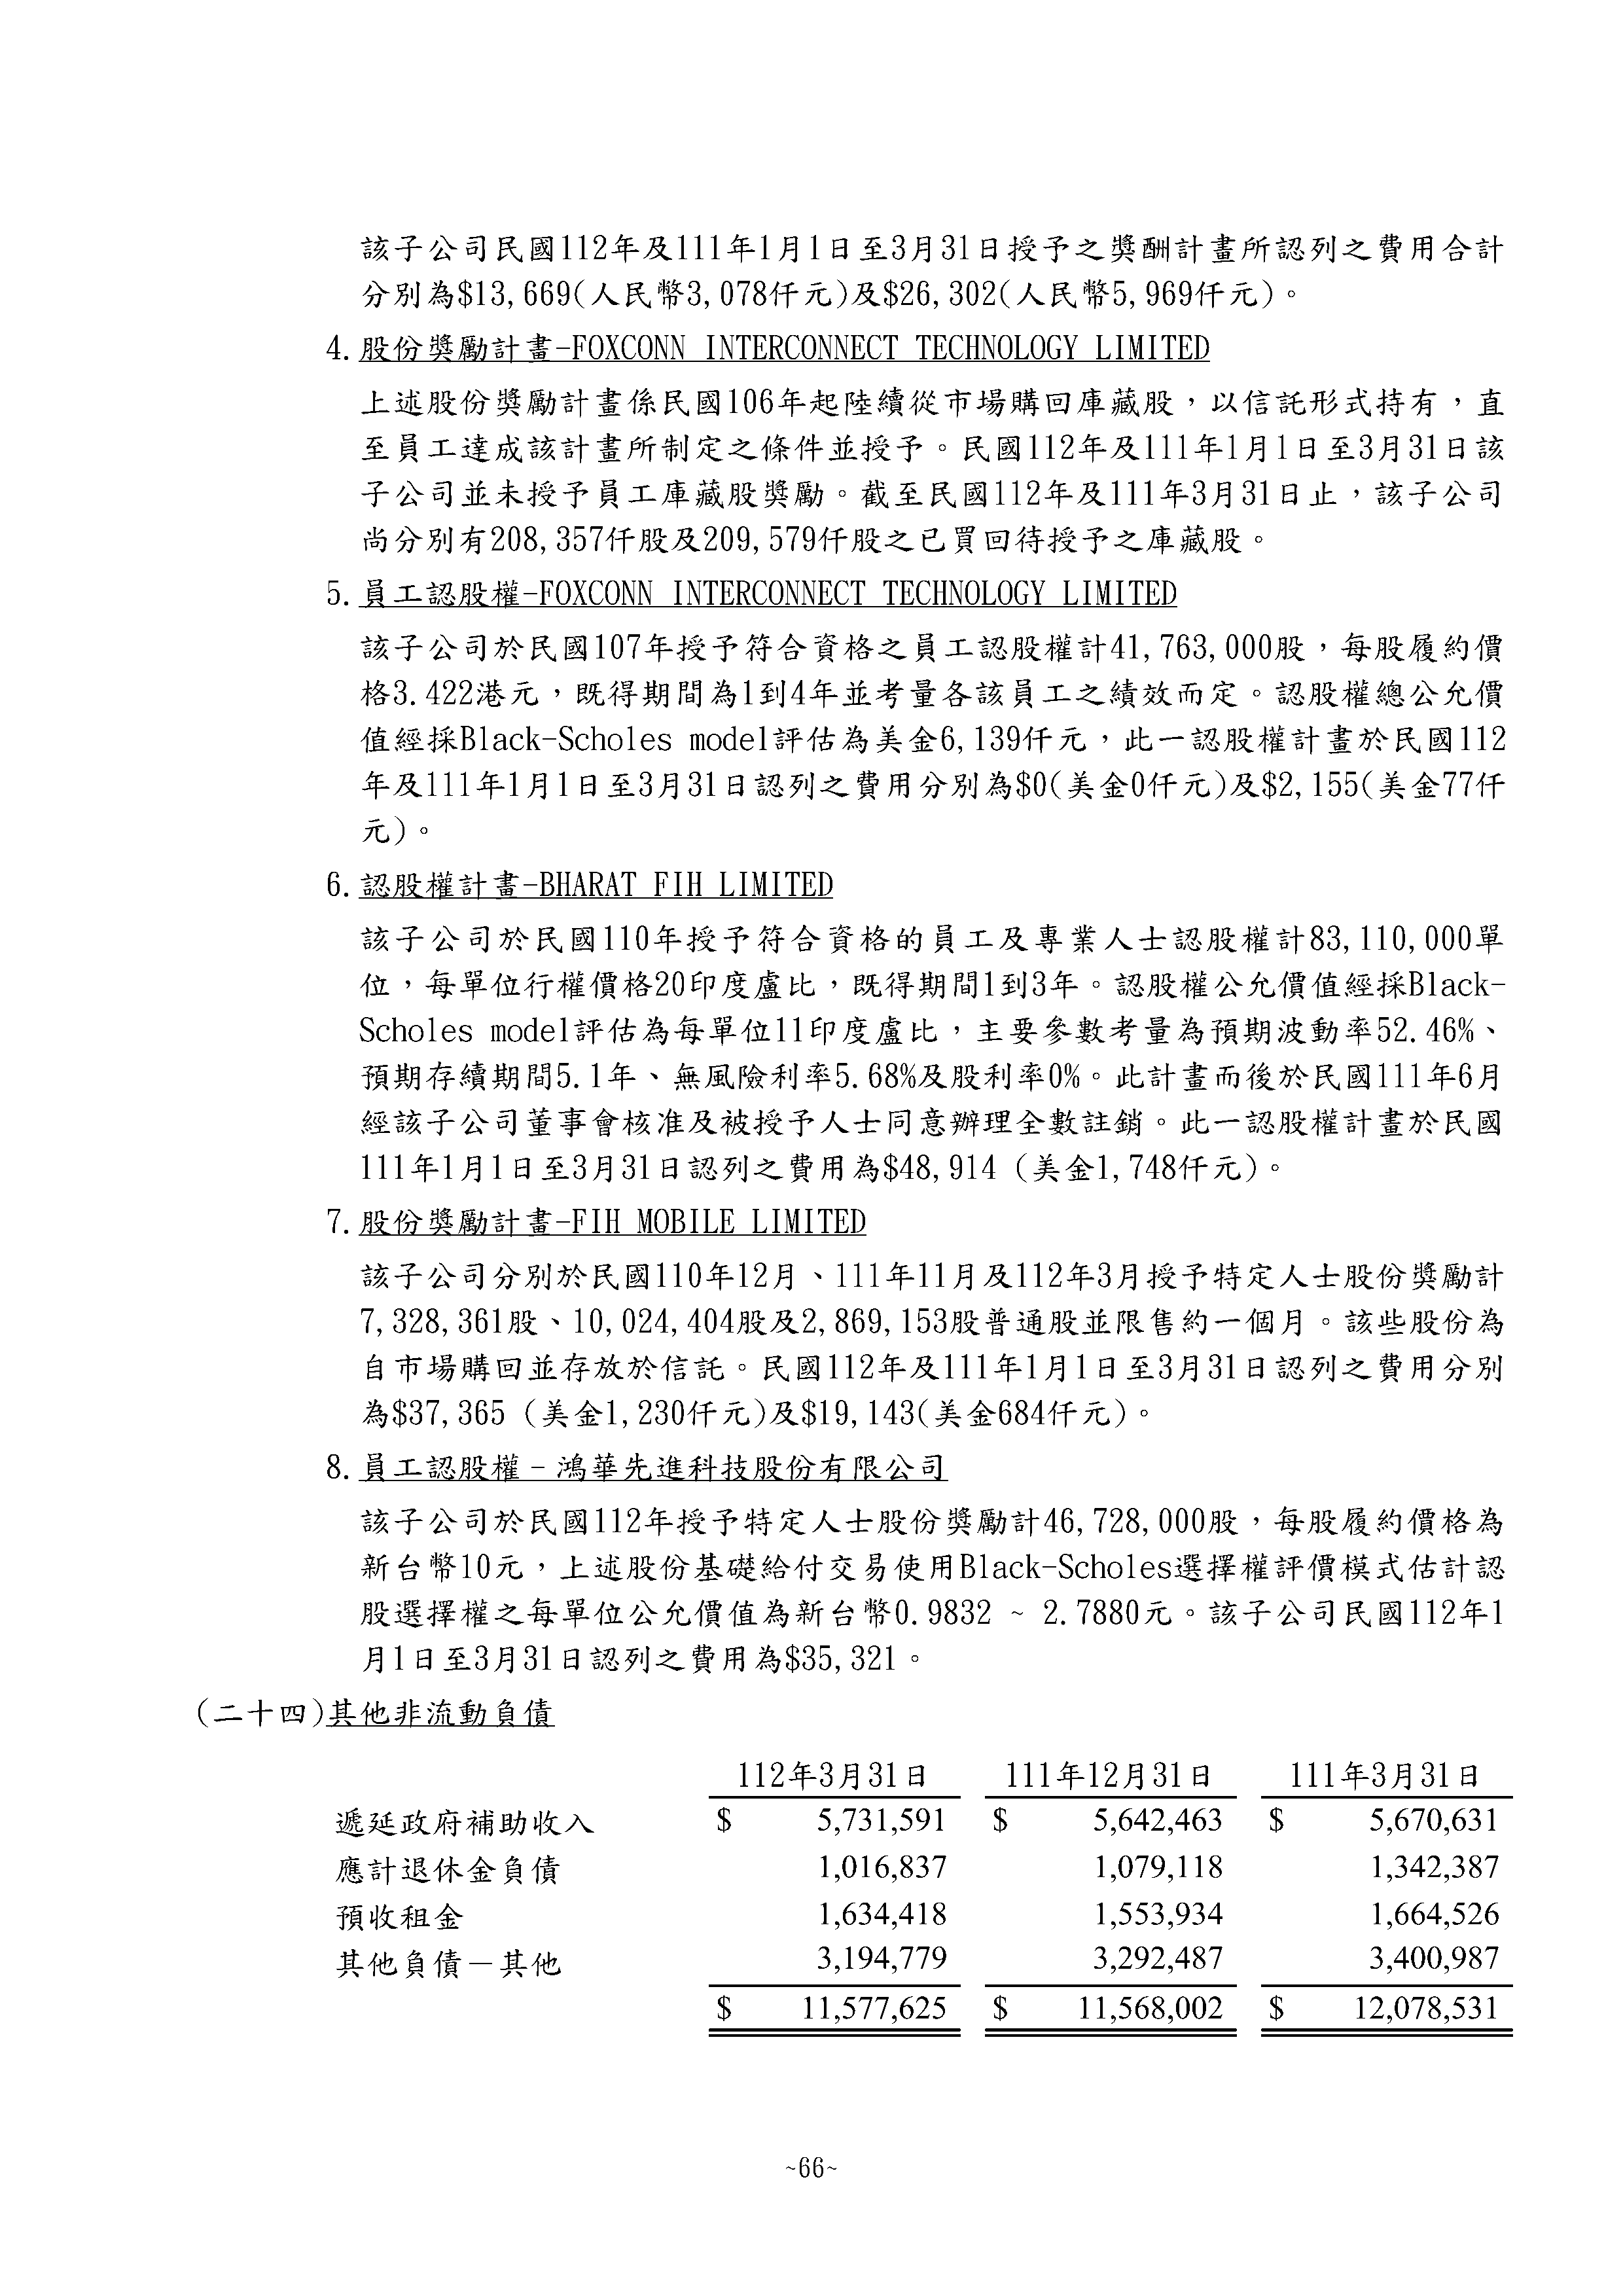 該子公司民國112年及111年1月1日至3月31日授予之獎酬計畫所認列之費用合計
分別為$13,669(人民幣3,078仟元)及$26,302(人民幣5,969仟元)。
4.股份獎勵計畫-FOXCONN INTERCONNECT TECHNOLOGY LIMITED
上述股份獎勵計畫係民國106年起陸續從市場購回庫藏股，以信託形式持有，直
至員工達成該計畫所制定之條件並授予。民國112年及111年1月1日至3月31日該
子公司並未授予員工庫藏股獎勵。截至民國112年及111年3月31日止，該子公司
尚分別有208,357仟股及209,579仟股之已買回待授予之庫藏股。
5.員工認股權-FOXCONN INTERCONNECT TECHNOLOGY LIMITED
該子公司於民國107年授予符合資格之員工認股權計41,763,000股，每股履約價
格3.422港元，既得期間為1到4年並考量各該員工之績效而定。認股權總公允價
值經採Black-Scholes model評估為美金6,139仟元，此一認股權計畫於民國112
年及111年1月1日至3月31日認列之費用分別為$0(美金0仟元)及$2,155(美金77仟
元)。
6.認股權計畫-BHARAT FIH LIMITED
該子公司於民國110年授予符合資格的員工及專業人士認股權計83,110,000單
位，每單位行權價格20印度盧比，既得期間1到3年。認股權公允價值經採Black-
Scholes model評估為每單位11印度盧比，主要參數考量為預期波動率52.46%、
預期存續期間5.1年、無風險利率5.68%及股利率0%。此計畫而後於民國111年6月
經該子公司董事會核准及被授予人士同意辦理全數註銷。此一認股權計畫於民國
111年1月1日至3月31日認列之費用為$48,914 (美金1,748仟元)。
7.股份獎勵計畫-FIH MOBILE LIMITED
該子公司分別於民國110年12月、111年11月及112年3月授予特定人士股份獎勵計
7,328,361股、10,024,404股及2,869,153股普通股並限售約一個月。該些股份為
自市場購回並存放於信託。民國112年及111年1月1日至3月31日認列之費用分別
為$37,365 (美金1,230仟元)及$19,143(美金684仟元)。
8.員工認股權–鴻華先進科技股份有限公司
該子公司於民國112年授予特定人士股份獎勵計46,728,000股，每股履約價格為
新台幣10元，上述股份基礎給付交易使用Black-Scholes選擇權評價模式估計認
股選擇權之每單位公允價值為新台幣0.9832 ~ 2.7880元。該子公司民國112年1
月1日至3月31日認列之費用為$35,321。
(二十四)其他非流動負債
112年3月31日 111年12月31日 111年3月31日
遞延政府補助收入 $ 5,731,591 $ 5,642,463 $ 5,670,631
應計退休金負債 1,016,837 1,079,118 1,342,387
預收租金 1,634,418 1,553,934 1,664,526
其他負債－其他 3,194,779 3,292,487 3,400,987
$ 11,577,625 $ 11,568,002 $ 12,078,531
~66~